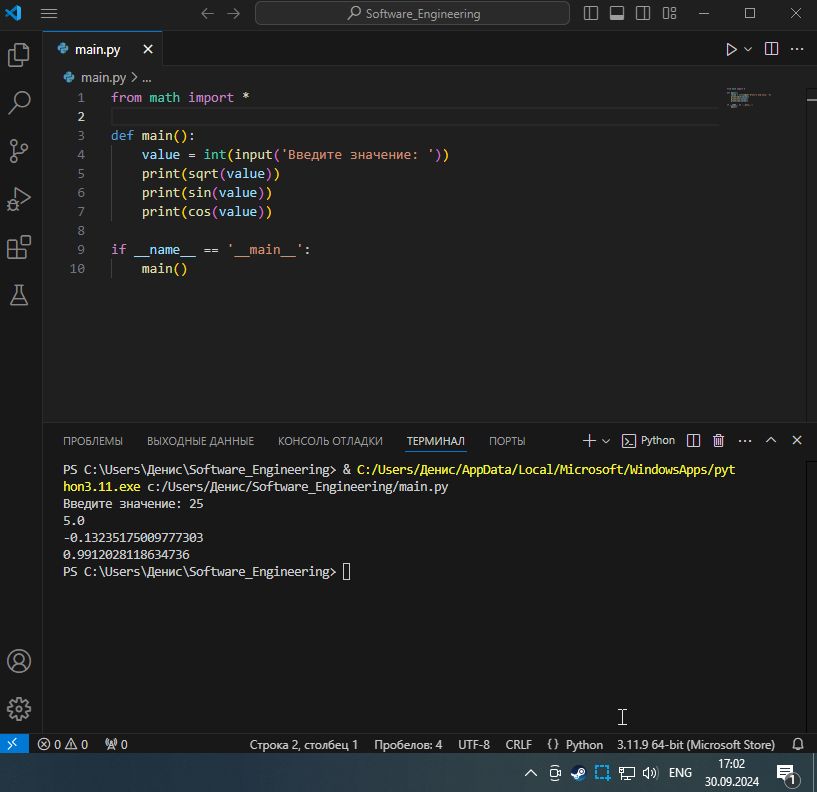 Software_Engineering
main.py
main.py > ...
1 from math import *
2
3 def main():
4 value = int(input('Введите значение: '))
5 print(sqrt(value))
6 print(sin(value))
7 print(cos(value))
8
9 if __name__ == '__main__':
10 main()
ПРОБЛЕМЫ ВЫХОДНЫЕ ДАННЫЕ КОНСОЛЬ ОТЛАДКИ ТЕРМИНАЛ ПОРТЫ Python
PS C:\Users\Денис\Software_Engineering> & C:/Users/Денис/AppData/Local/Microsoft/WindowsApps/pyt
hon3.11.exe c:/Users/Денис/Software_Engineering/main.py
Введите значение: 25
5.0
-0.13235175009777303
0.9912028118634736
PS C:\Users\Денис\Software_Engineering>
0 0 0 Строка 2, столбец 1 Пробелов: 4 UTF-8 CRLF {} Python 3.11.9 64-bit (Microsoft Store)
ENG 17:02
30.09.2024 1